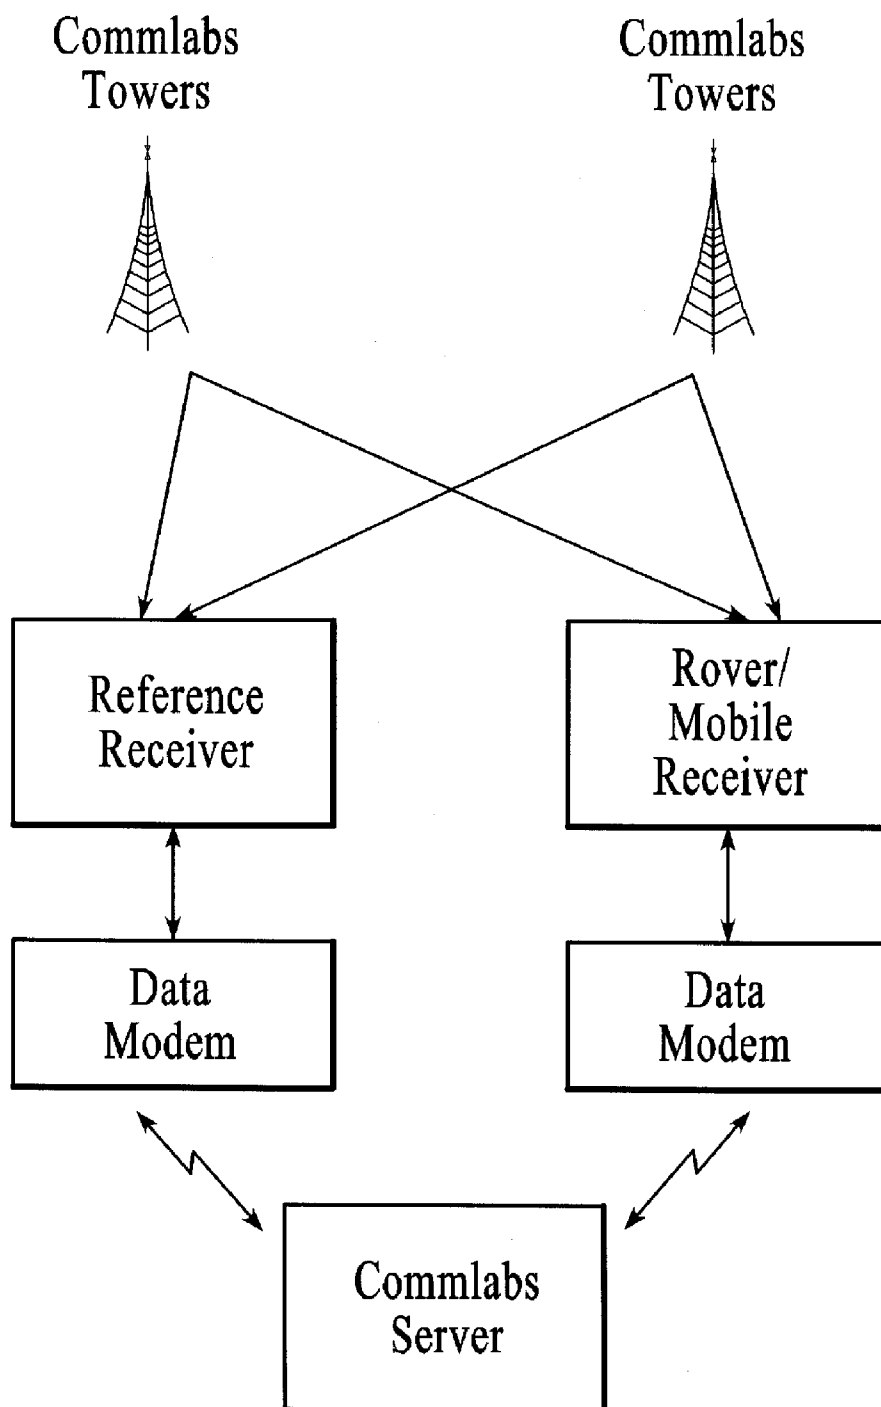 Commlabs
Towers
Commlabs
Towers
Reference
Receiver
Rover/
Mobile
Receiver
Data
Modem
Data
Modem
Commlabs
Server